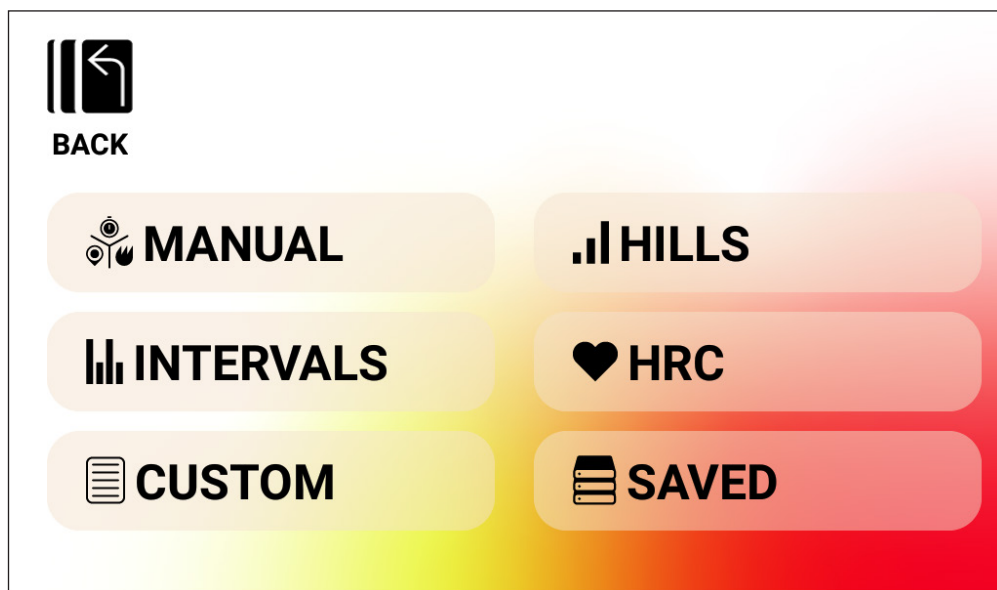 BACK
MANUAL
HILLS
INTERVALS
HRC
CUSTOM
SAVED